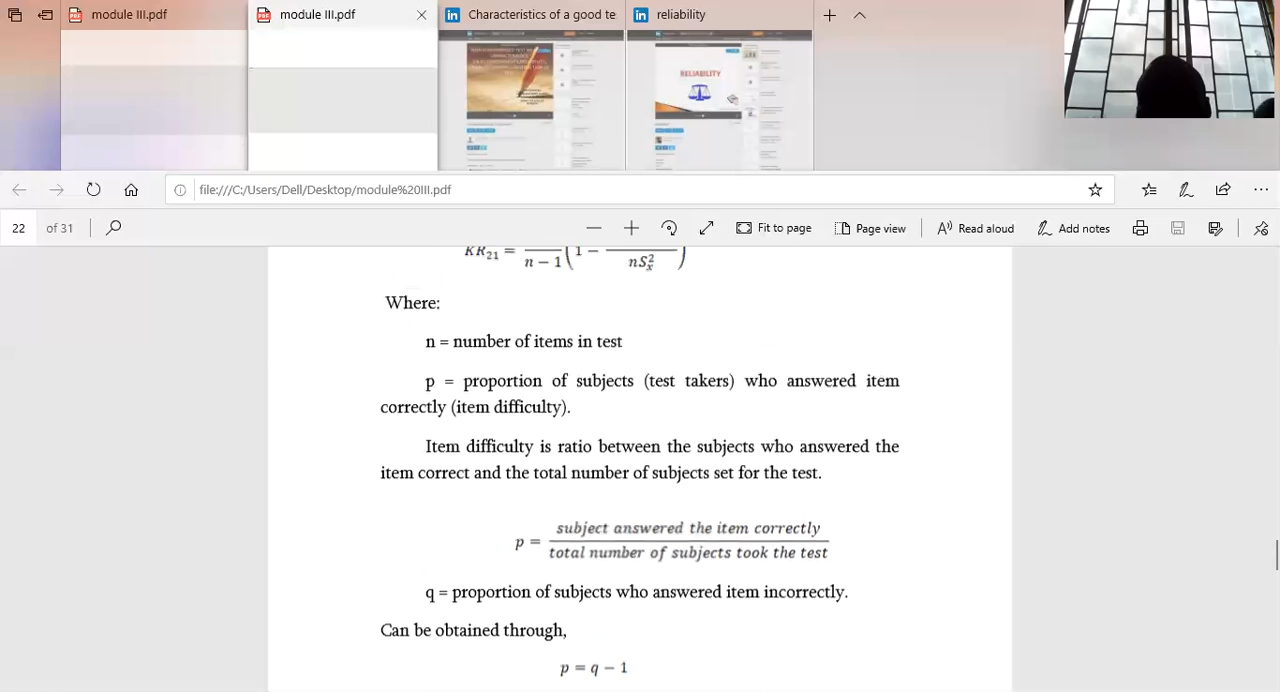 module III.pdf
module III.pdf
Characteristics of a good te
reliability
RELIABILITY
file:///C:/Users/Dell/Desktop/module%20III.pdf
22 of 31
Fit to page
Page view
Read aloud
Add notes
KR21 = n − 1 (1 − nS²x)
Where:
n = number of items in test
p = proportion of subjects (test takers) who answered item
correctly (item difficulty).
Item difficulty is ratio between the subjects who answered the
item correct and the total number of subjects set for the test.
subject answered the item correctly
p =
total number of subjects took the test
q = proportion of subjects who answered item incorrectly.
Can be obtained through,
p = q − 1